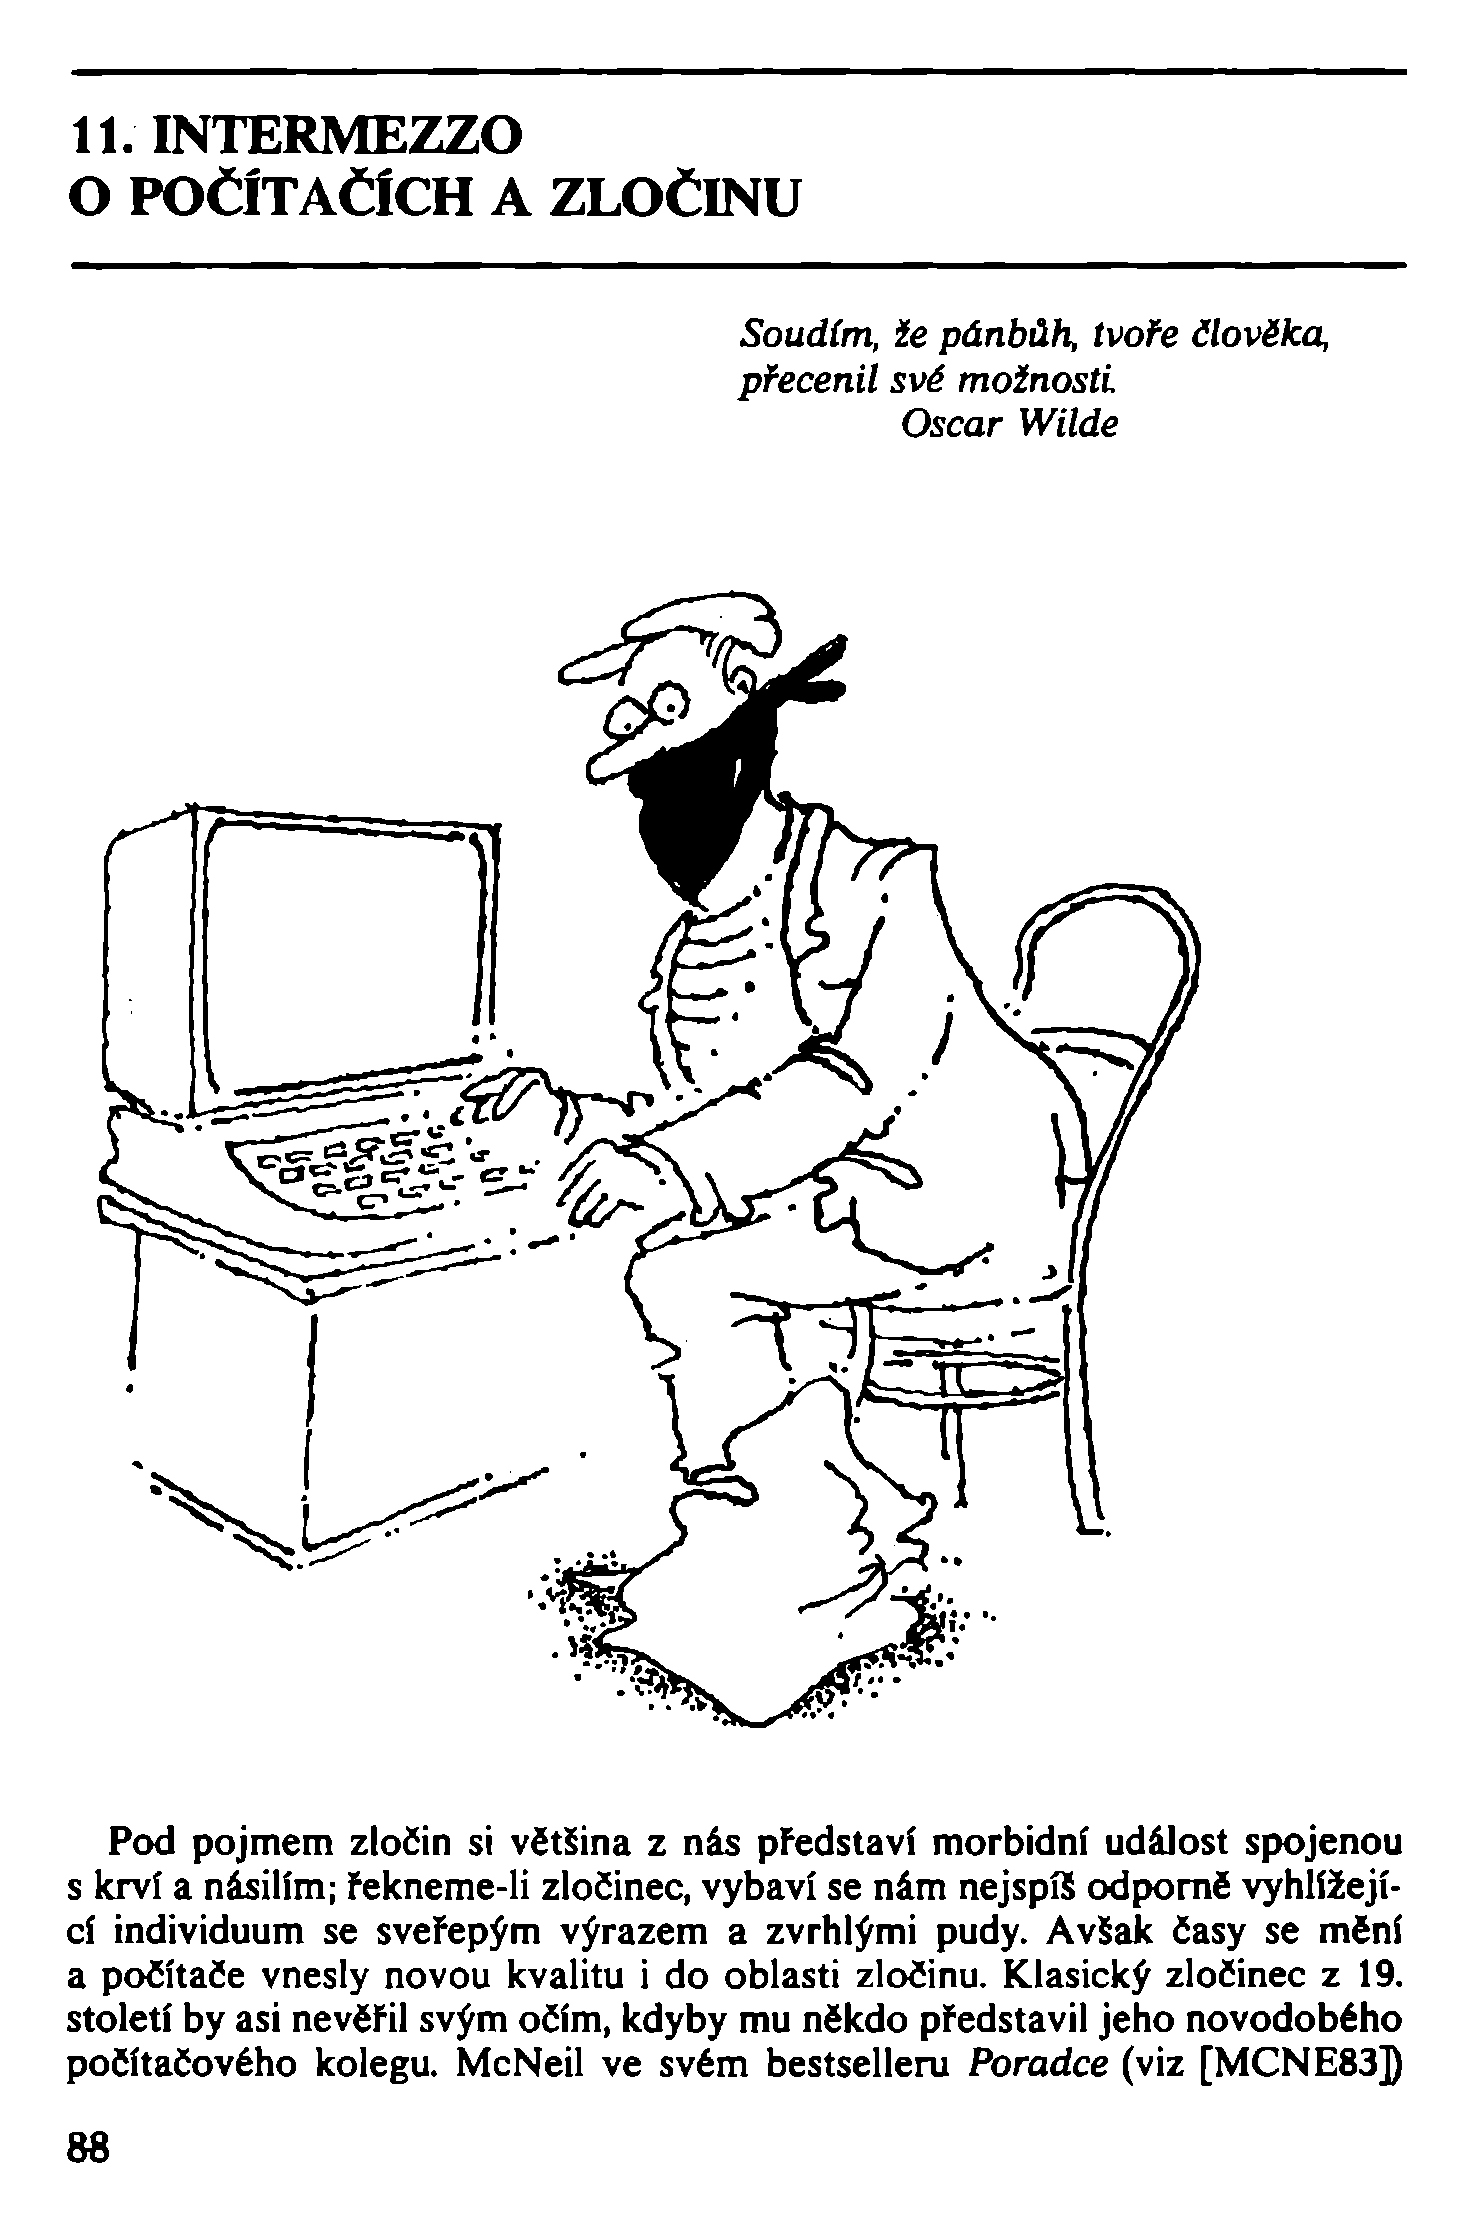 11. INTERMEZZO
O POČÍTAČÍCH A ZLOČINU
Soudím, že pánbůh, tvoře člověka,
přecenil své možnosti.
Oscar Wilde
Pod pojmem zločin si většina z nás představí morbidní událost spojenou
s krví a násilím; řekneme-li zločinec, vybaví se nám nejspíš odporně vyhlížejí-
cí individuum se sveřepým výrazem a zvrhlými pudy. Avšak časy se mění
a počítače vnesly novou kvalitu i do oblasti zločinu. Klasický zločinec z 19.
století by asi nevěřil svým očím, kdyby mu někdo představil jeho novodobého
počítačového kolegu. McNeil ve svém bestselleru Poradce (viz [MCNE83])
88